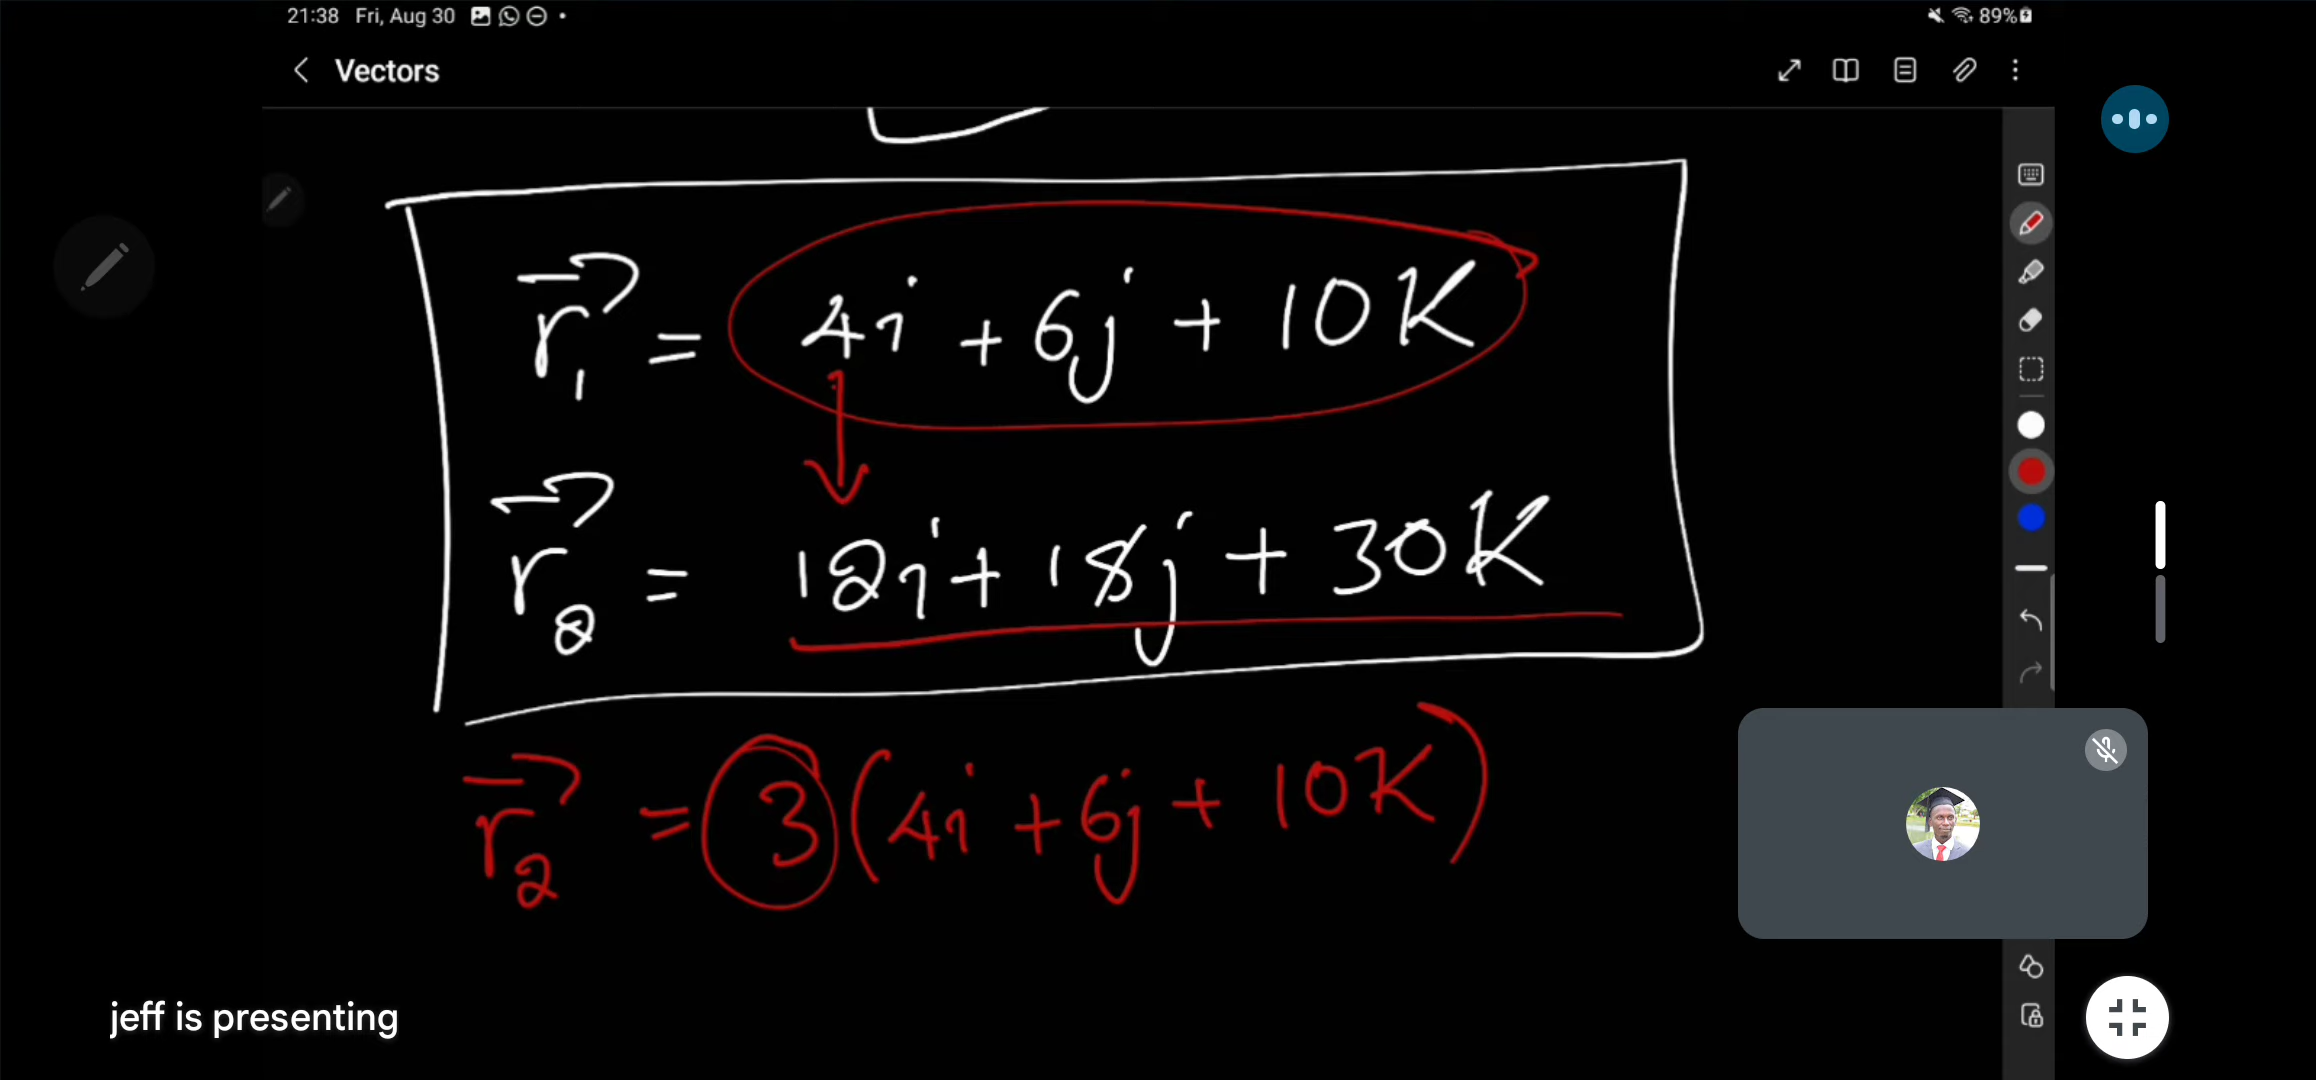 21:38 Fri, Aug 30 89%
Vectors
r₁ = 4i + 6j + 10K
r₂ = 12i + 18j + 30K
r₂ = 3(4i + 6j + 10K)
jeff is presenting